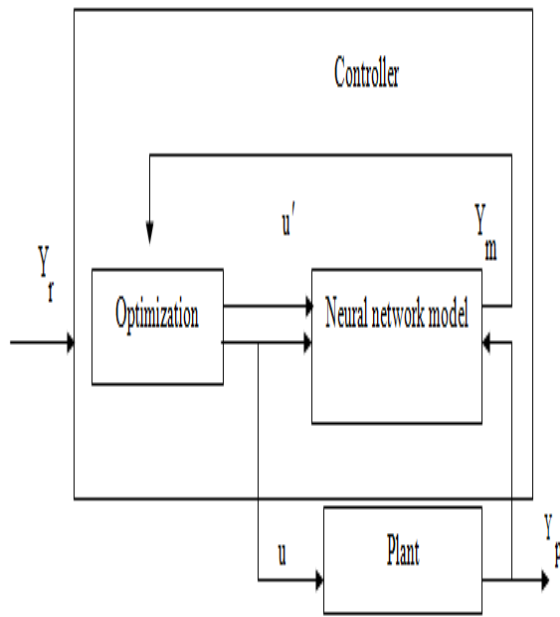 Controller
u'
Y
m
Y
r
Optimization
Neural network model
Y
p
Plant
u